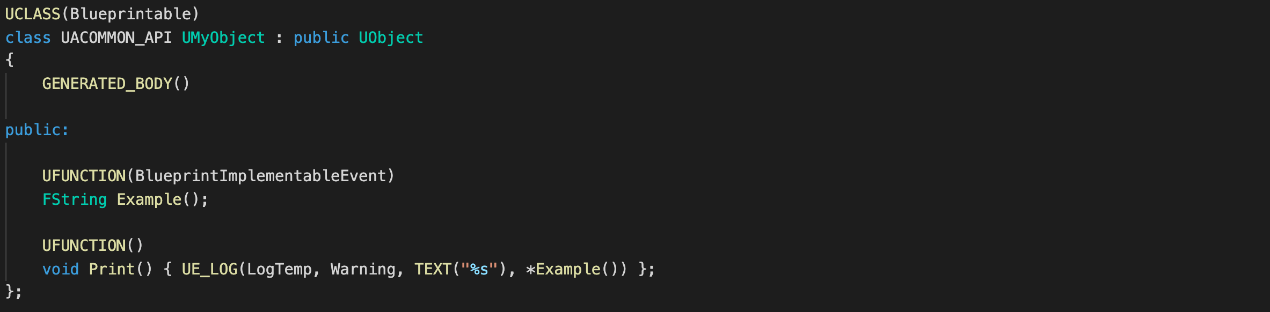 UCLASS(Blueprintable)
class UACOMMON_API UMyObject : public UObject
{
GENERATED_BODY()
public:
UFUNCTION(BlueprintImplementableEvent)
FString Example();
UFUNCTION()
void Print() { UE_LOG(LogTemp, Warning, TEXT("%s"), *Example()) };
};